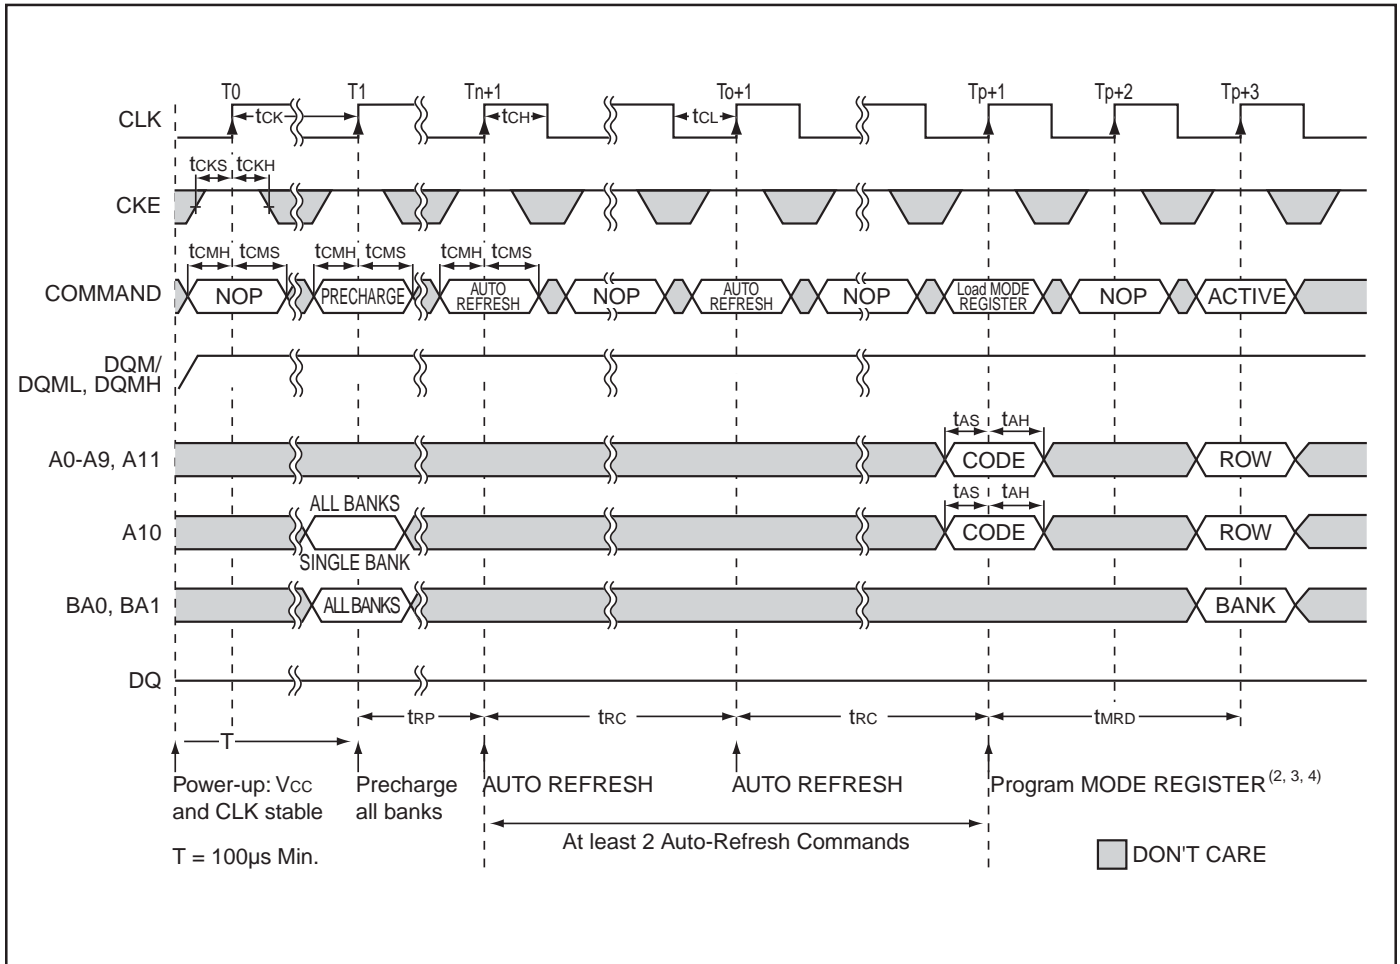 T0 T1 Tn+1 To+1 Tp+1 Tp+2 Tp+3
CLK tCK tCH tCL
tCKS tCKH
CKE
tCMH tCMS tCMH tCMS tCMH tCMS
COMMAND NOP PRECHARGE AUTO REFRESH NOP AUTO REFRESH NOP Load MODE REGISTER NOP ACTIVE
DQM/
DQML, DQMH
tAS tAH
A0-A9, A11 CODE ROW
ALL BANKS tAS tAH
A10 CODE ROW
SINGLE BANK
BA0, BA1 ALL BANKS BANK
DQ
tRP tRC tRC tMRD
T
Power-up: VCC Precharge AUTO REFRESH AUTO REFRESH Program MODE REGISTER(2, 3, 4)
and CLK stable all banks
At least 2 Auto-Refresh Commands
T = 100µs Min. DON'T CARE